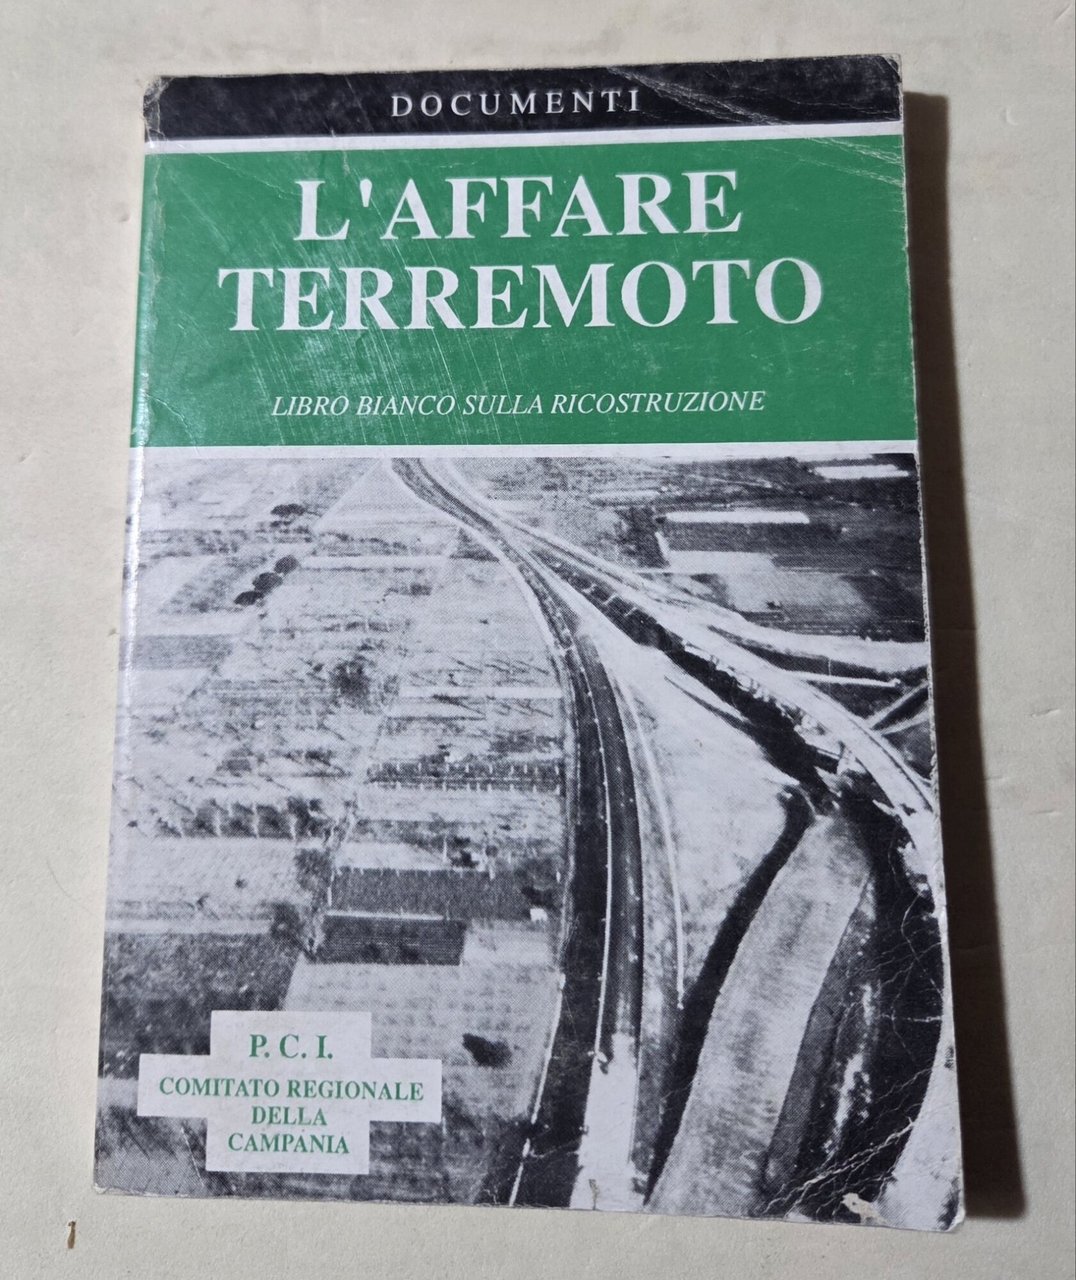 DOCUMENTI
L'AFFARE
TERREMOTO
LIBRO BIANCO SULLA RICOSTRUZIONE
P. C. I.
COMITATO REGIONALE
DELLA
CAMPANIA